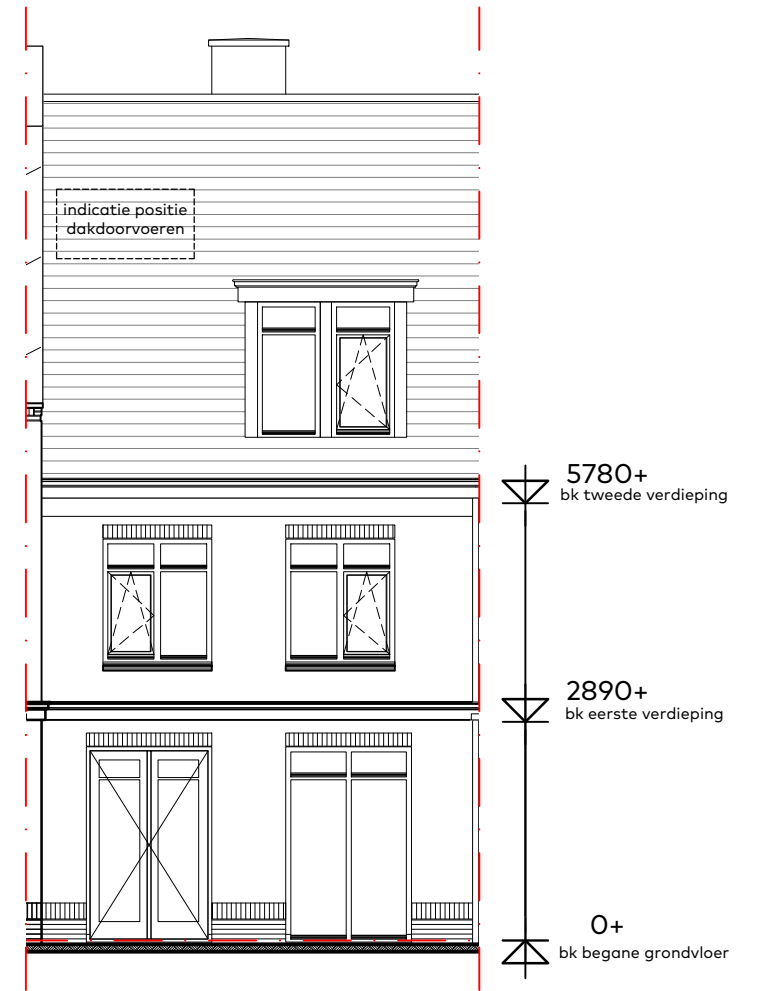 indicatie positie
dakdoorvoeren
5780+
bk tweede verdieping
2890+
bk eerste verdieping
0+
bk begane grondvloer